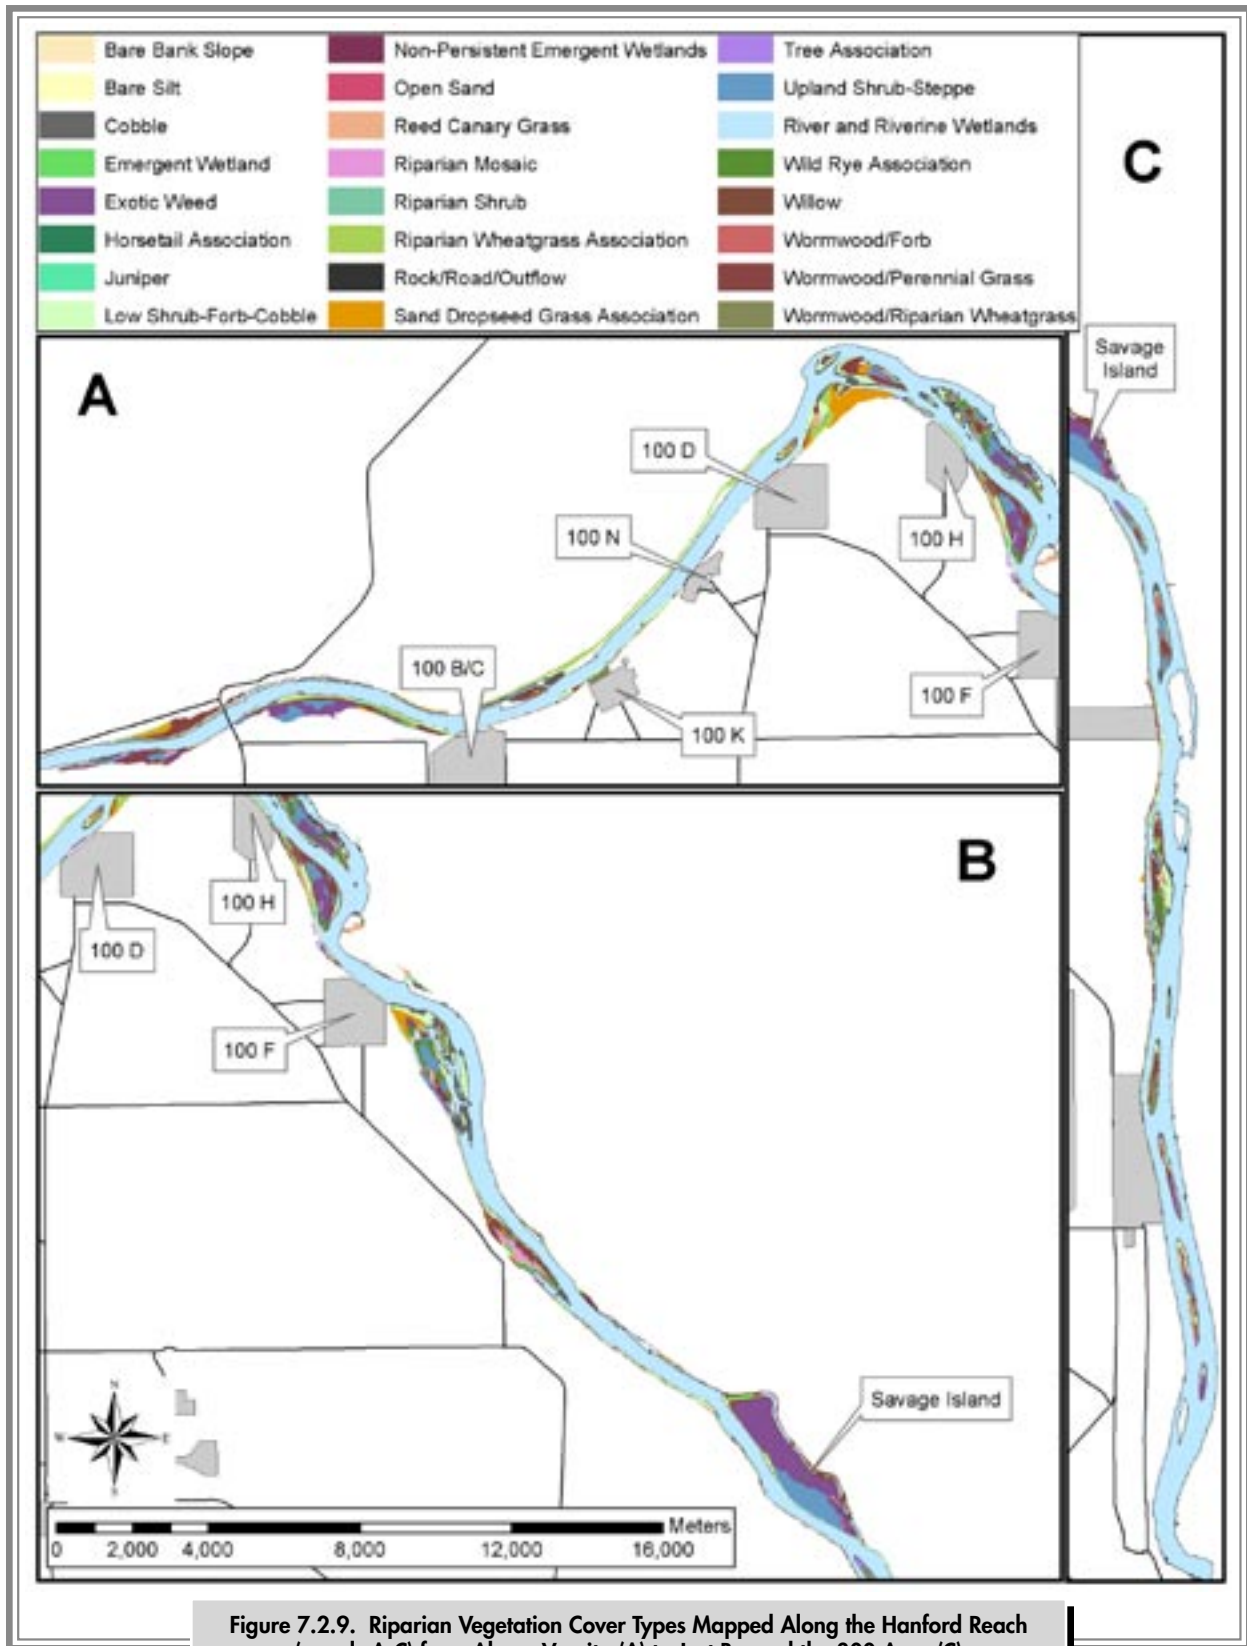 Bare Bank Slope
Bare Silt
Cobble
Emergent Wetland
Exotic Weed
Horsetail Association
Juniper
Low Shrub-Forb-Cobble
Non-Persistent Emergent Wetlands
Open Sand
Reed Canary Grass
Riparian Mosaic
Riparian Shrub
Riparian Wheatgrass Association
Rock/Road/Outflow
Sand Dropseed Grass Association
Tree Association
Upland Shrub-Steppe
River and Riverine Wetlands
Wild Rye Association
Willow
Wormwood/Forb
Wormwood/Perennial Grass
Wormwood/Riparian Wheatgrass
A
100 D
100 N
100 H
100 B/C
100 F
100 K
B
100 H
100 D
100 F
Savage Island
N
W E
S
Meters
0 2,000 4,000 8,000 12,000 16,000
C
Savage
Island
Figure 7.2.9. Riparian Vegetation Cover Types Mapped Along the Hanford Reach